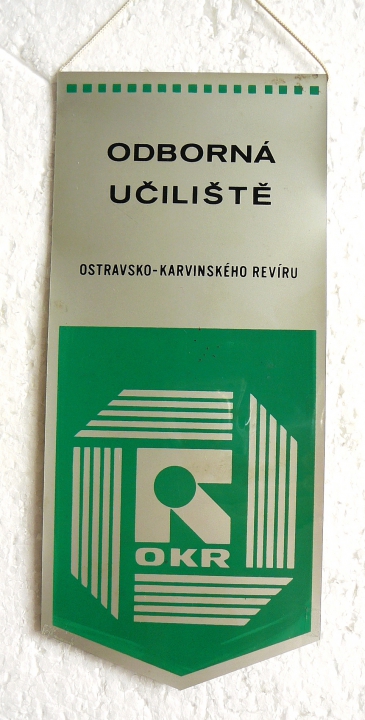 ODBORNÁ
UČILIŠTĚ
OSTRAVSKO-KARVINSKÉHO REVÍRU
OKR